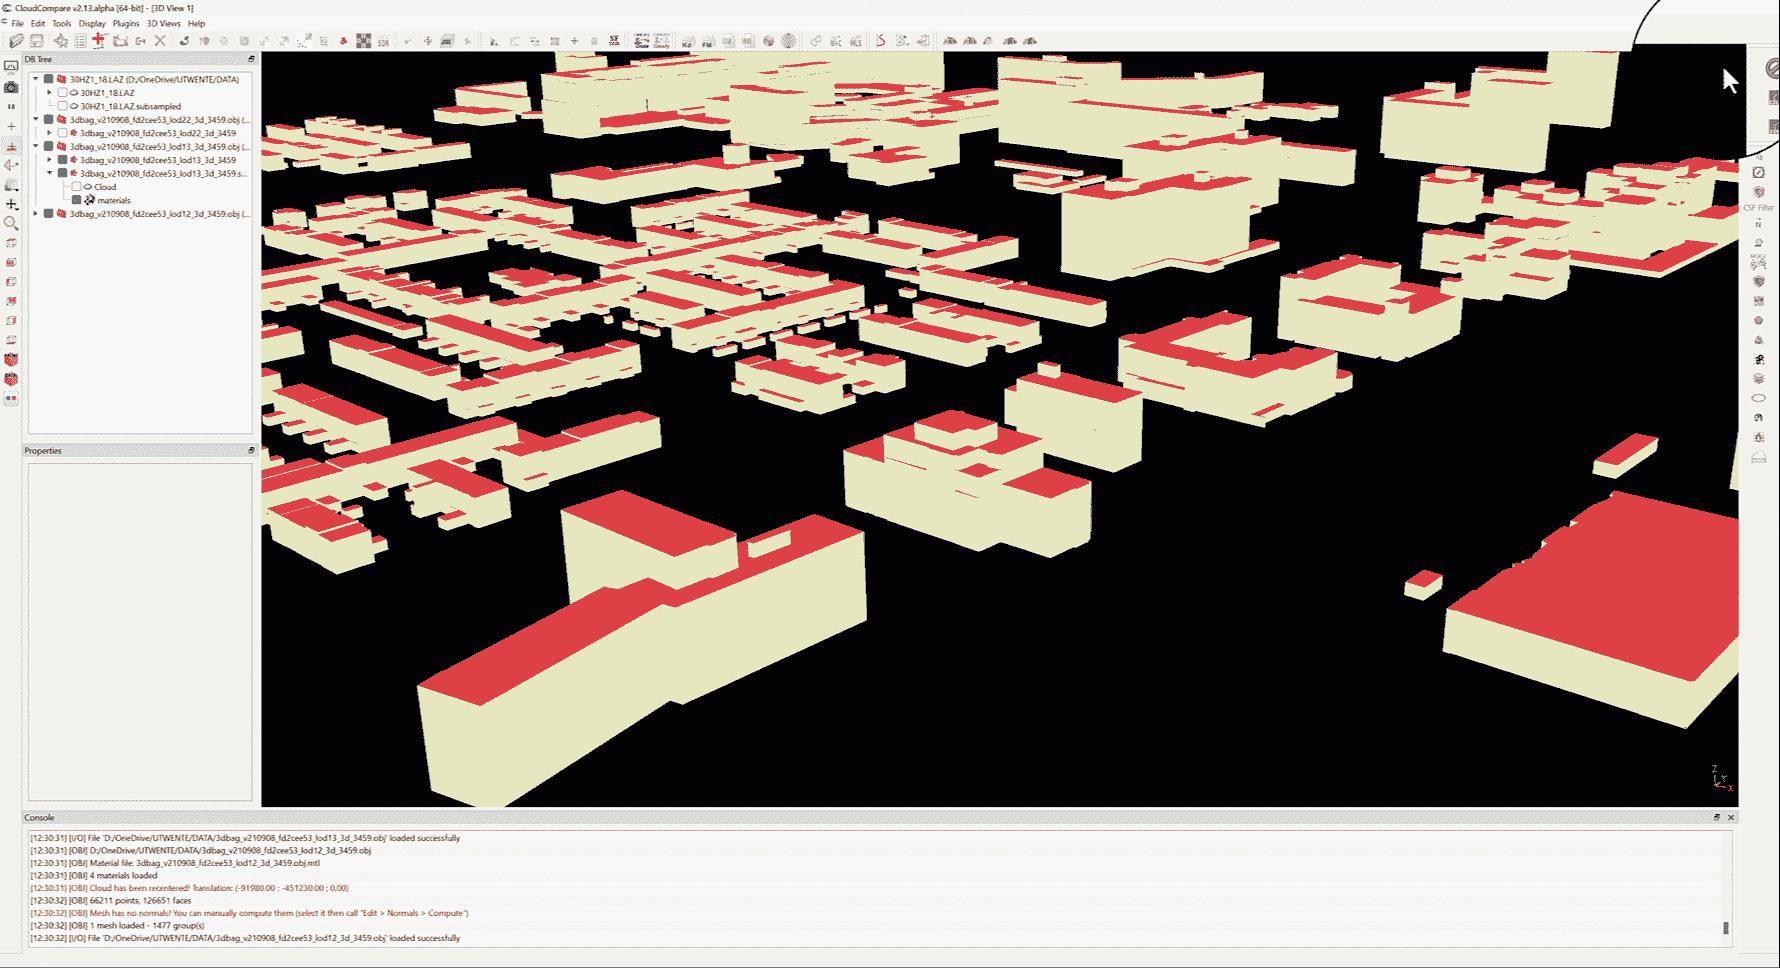 CloudCompare v2.13.alpha [64-bit] - [3D View 1]
File Edit Tools Display Plugins 3D Views Help
SOR
SF
Kd FM
DB Tree
30HZ1_18.LAZ (D:/OneDrive/UTWENTE/DATA)
30HZ1_18.LAZ
30HZ1_18.LAZ.subsampled
3dbag_v210908_fd2cee53_lod22_3d_3459.obj (...
3dbag_v210908_fd2cee53_lod22_3d_3459
3dbag_v210908_fd2cee53_lod13_3d_3459.obj (...
3dbag_v210908_fd2cee53_lod13_3d_3459
3dbag_v210908_fd2cee53_lod13_3d_3459.s...
Cloud
materials
3dbag_v210908_fd2cee53_lod12_3d_3459.obj (...
CSF Filter
Properties
Z
Y
X
Console
[12:30:31] [I/O] File 'D:/OneDrive/UTWENTE/DATA/3dbag_v210908_fd2cee53_lod13_3d_3459.obj' loaded successfully
[12:30:31] [OBJ] D:/OneDrive/UTWENTE/DATA/3dbag_v210908_fd2cee53_lod12_3d_3459.obj
[12:30:31] [OBJ] Material file: 3dbag_v210908_fd2cee53_lod12_3d_3459.obj.mtl
[12:30:31] [OBJ] 4 materials loaded
[12:30:31] [OBJ] Cloud has been recentered! Translation: (-91980.00 ; -451230.00 ; 0.00)
[12:30:32] [OBJ] 66211 points, 126651 faces
[12:30:32] [OBJ] Mesh has no normals! You can manually compute them (select it then call "Edit > Normals > Compute")
[12:30:32] [OBJ] 1 mesh loaded - 1477 group(s)
[12:30:32] [I/O] File 'D:/OneDrive/UTWENTE/DATA/3dbag_v210908_fd2cee53_lod12_3d_3459.obj' loaded successfully